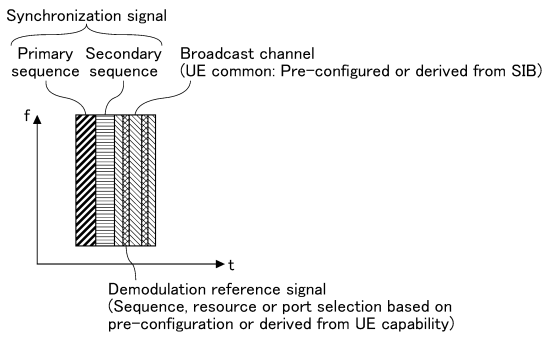 Synchronization signal
Primary sequence
Secondary sequence
Broadcast channel
(UE common: Pre-configured or derived from SIB)
f
t
Demodulation reference signal
(Sequence, resource or port selection based on
pre-configuration or derived from UE capability)